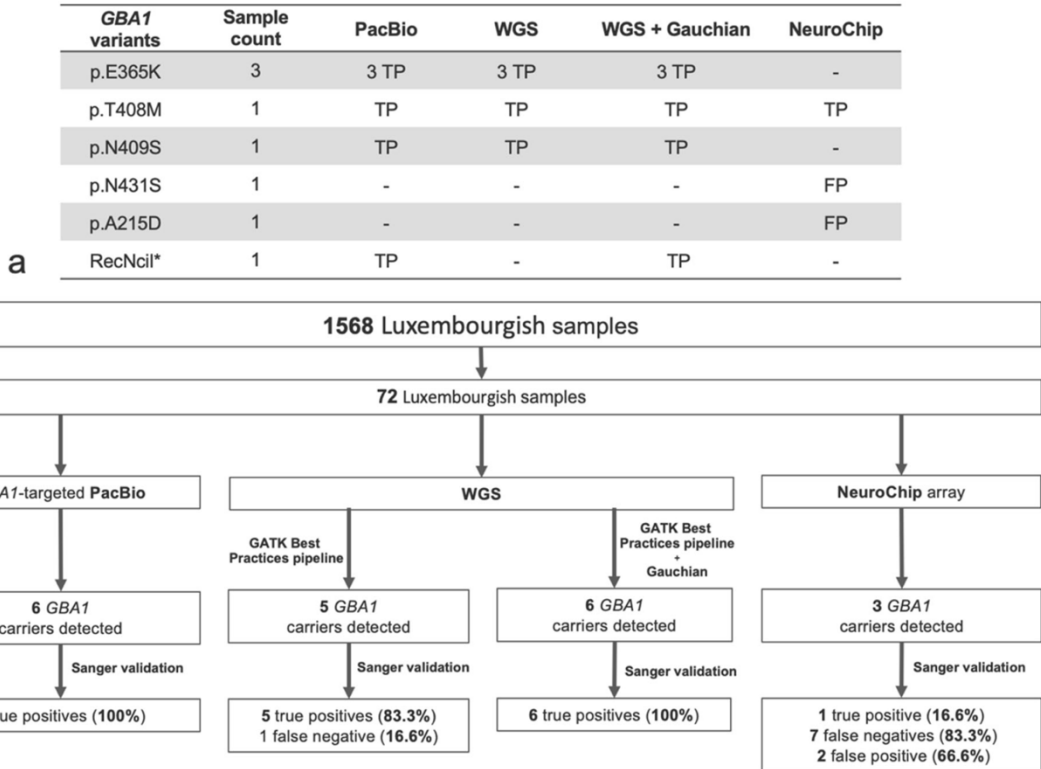 GBA1 variants Sample count PacBio WGS WGS + Gauchian NeuroChip
p.E365K 3 3 TP 3 TP 3 TP -
p.T408M 1 TP TP TP TP
p.N409S 1 TP TP TP -
p.N431S 1 - - - FP
p.A215D 1 - - - FP
RecNcil* 1 TP - TP -
a
1568 Luxembourgish samples
72 Luxembourgish samples
A1-targeted PacBio
WGS
NeuroChip array
GATK Best
Practices pipeline
GATK Best
Practices pipeline
+
Gauchian
6 GBA1
carriers detected
5 GBA1
carriers detected
6 GBA1
carriers detected
3 GBA1
carriers detected
Sanger validation
Sanger validation
Sanger validation
Sanger validation
ue positives (100%)
5 true positives (83.3%)
1 false negative (16.6%)
6 true positives (100%)
1 true positive (16.6%)
7 false negatives (83.3%)
2 false positive (66.6%)